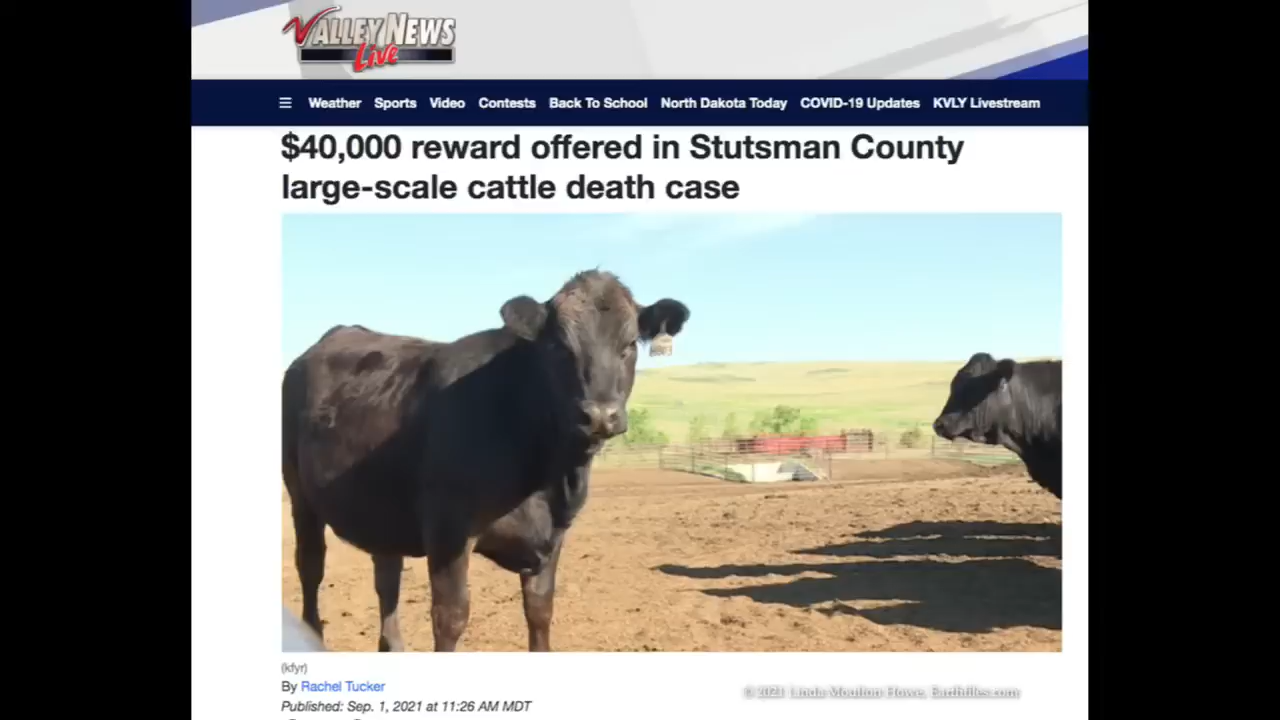 VALLEY NEWS
Live
Weather Sports Video Contests Back To School North Dakota Today COVID-19 Updates KVLY Livestream
$40,000 reward offered in Stutsman County
large-scale cattle death case
(kfyr)
By Rachel Tucker
© 2021 Linda Moulton Howe, Earthfiles.com
Published: Sep. 1, 2021 at 11:26 AM MDT